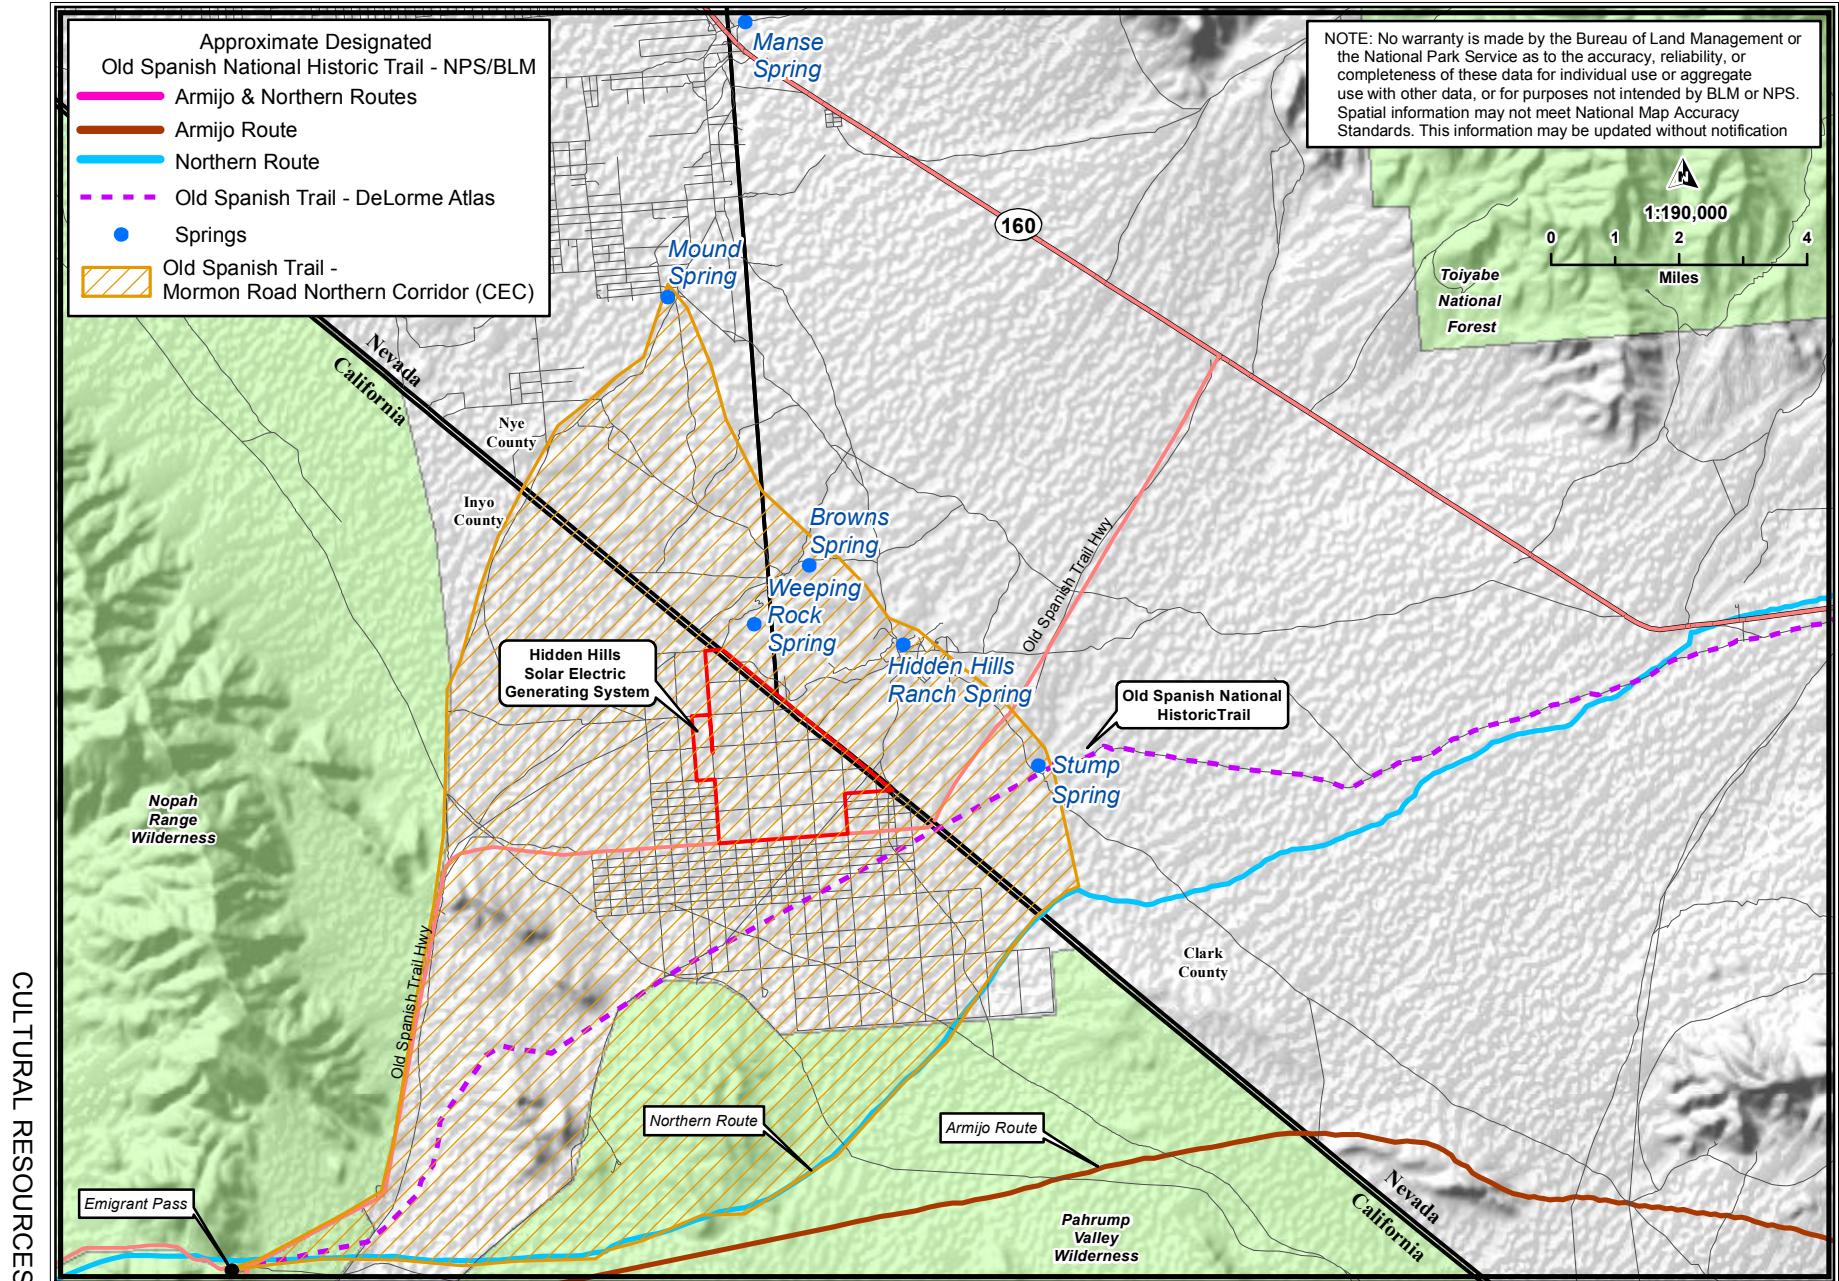 Approximate Designated
Old Spanish National Historic Trail - NPS/BLM
Armijo & Northern Routes
Armijo Route
Northern Route
Old Spanish Trail - DeLorme Atlas
Springs
Old Spanish Trail -
Mormon Road Northern Corridor (CEC)
NOTE: No warranty is made by the Bureau of Land Management or
the National Park Service as to the accuracy, reliability, or
completeness of these data for individual use or aggregate
use with other data, or for purposes not intended by BLM or NPS.
Spatial information may not meet National Map Accuracy
Standards. This information may be updated without notification
N
1:190,000
0 1 2 4
Miles
Manse
Spring
160
Mound
Spring
Toiyabe
National
Forest
Nevada
California
Nye
County
Inyo
County
Browns
Spring
Weeping
Rock
Spring
Old Spanish Trail Hwy
Hidden Hills
Solar Electric
Generating System
Hidden Hills
Ranch Spring
Old Spanish National
HistoricTrail
Stump
Spring
Nopah
Range
Wilderness
Clark
County
Old Spanish Trail Hwy
Northern Route
Armijo Route
Emigrant Pass
Pahrump
Valley
Wilderness
Nevada
California
CULTURAL RESOURCES